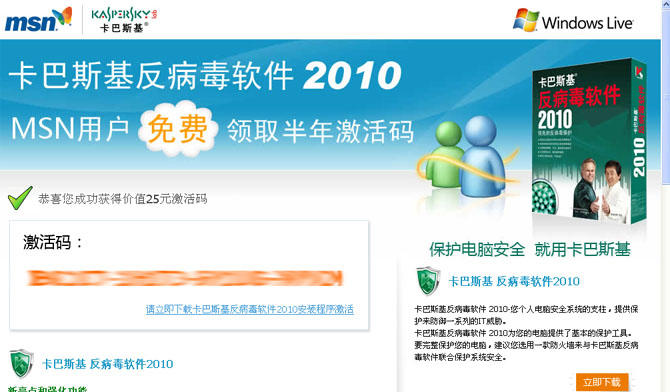 msn
KASPERSKY lab
卡巴斯基®
Windows Live™
卡巴斯基反病毒软件 2010
MSN用户 免费 领取半年激活码
卡巴斯基®
反病毒软件
2010
恭喜您成功获得价值25元激活码
激活码：
请立即下载卡巴斯基反病毒软件2010安装程序激活
卡巴斯基 反病毒软件2010
新亮点和强化功能
保护电脑安全 就用卡巴斯基
卡巴斯基 反病毒软件2010
卡巴斯基反病毒软件 2010-您个人电脑安全系统的支柱，提供保
护来防御一系列的IT威胁。
卡巴斯基反病毒软件 2010为您的电脑提供了基本的保护工具。
要完整保护您的电脑，建议您选用一款防火墙来与卡巴斯基反
病毒软件联合保护系统安全。
立即下载